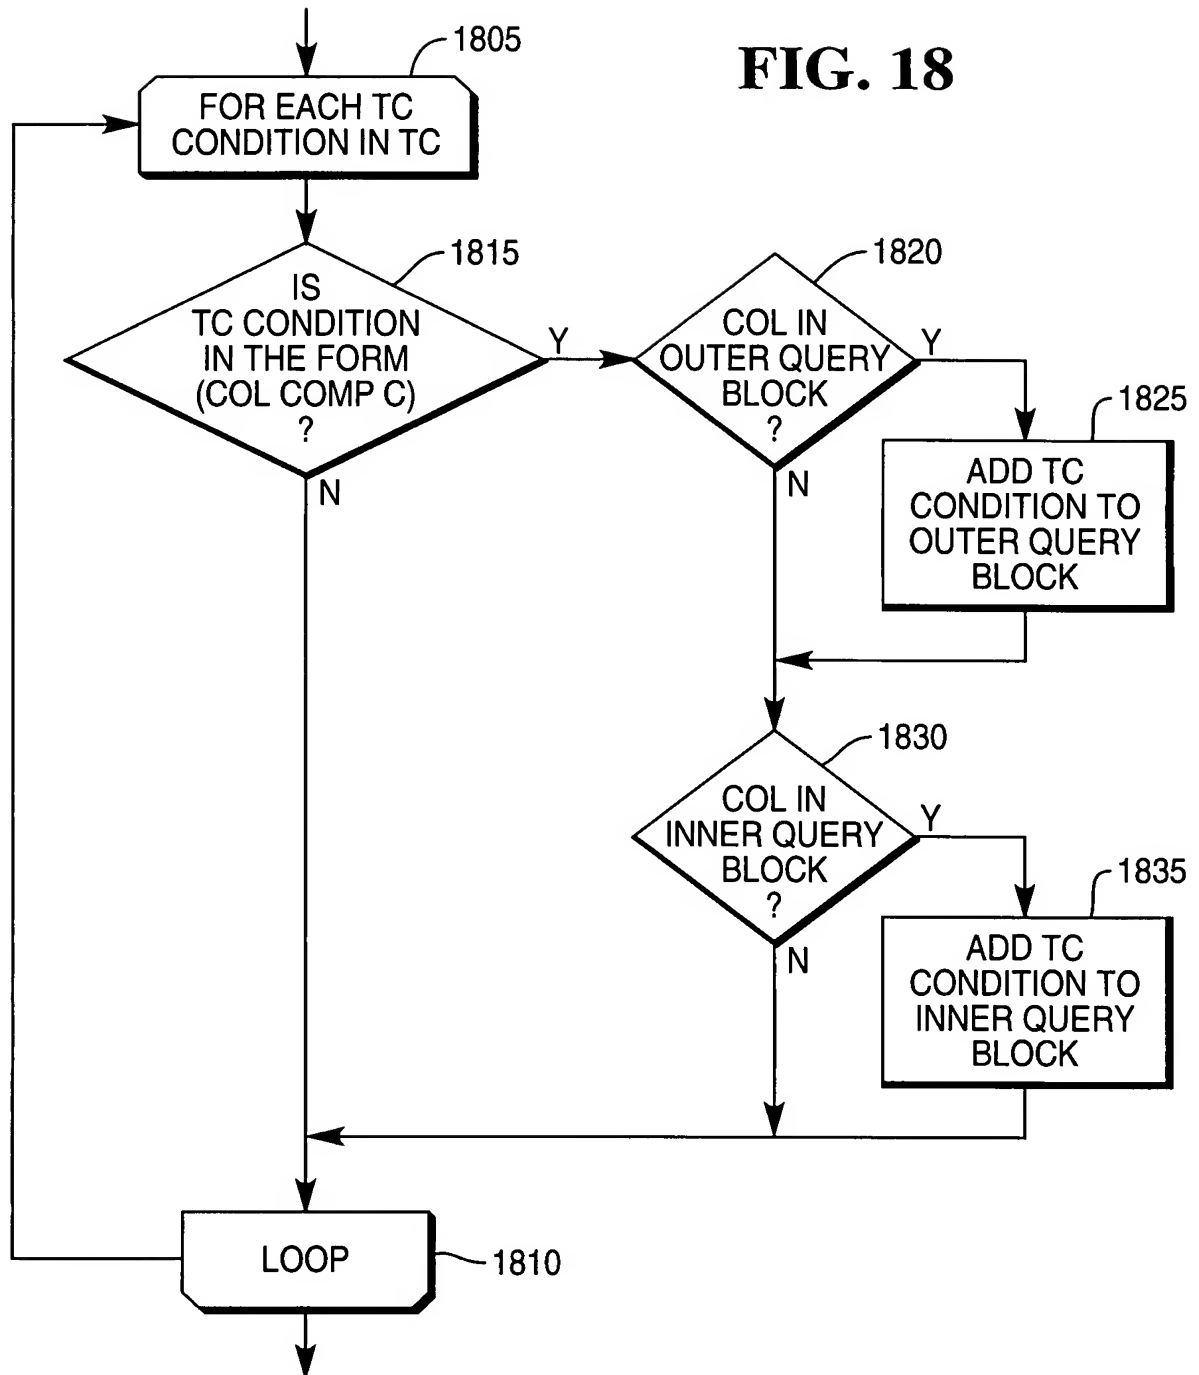 FIG. 18
1805
FOR EACH TC
CONDITION IN TC
1815
IS
TC CONDITION
IN THE FORM
(COL COMP C)
?
Y
N
1820
COL IN
OUTER QUERY
BLOCK
?
Y
N
1825
ADD TC
CONDITION TO
OUTER QUERY
BLOCK
1830
COL IN
INNER QUERY
BLOCK
?
Y
N
1835
ADD TC
CONDITION TO
INNER QUERY
BLOCK
LOOP
1810